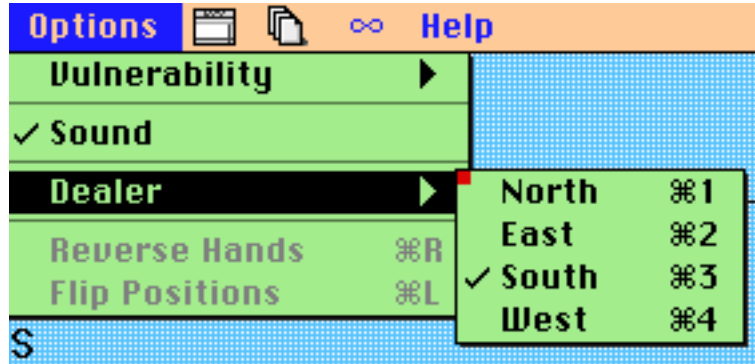 Options ∞ Help
Vulnerability ▶
✓ Sound
Dealer ▶
North ⌘1
East ⌘2
✓ South ⌘3
West ⌘4
Reverse Hands ⌘R
Flip Positions ⌘L
S